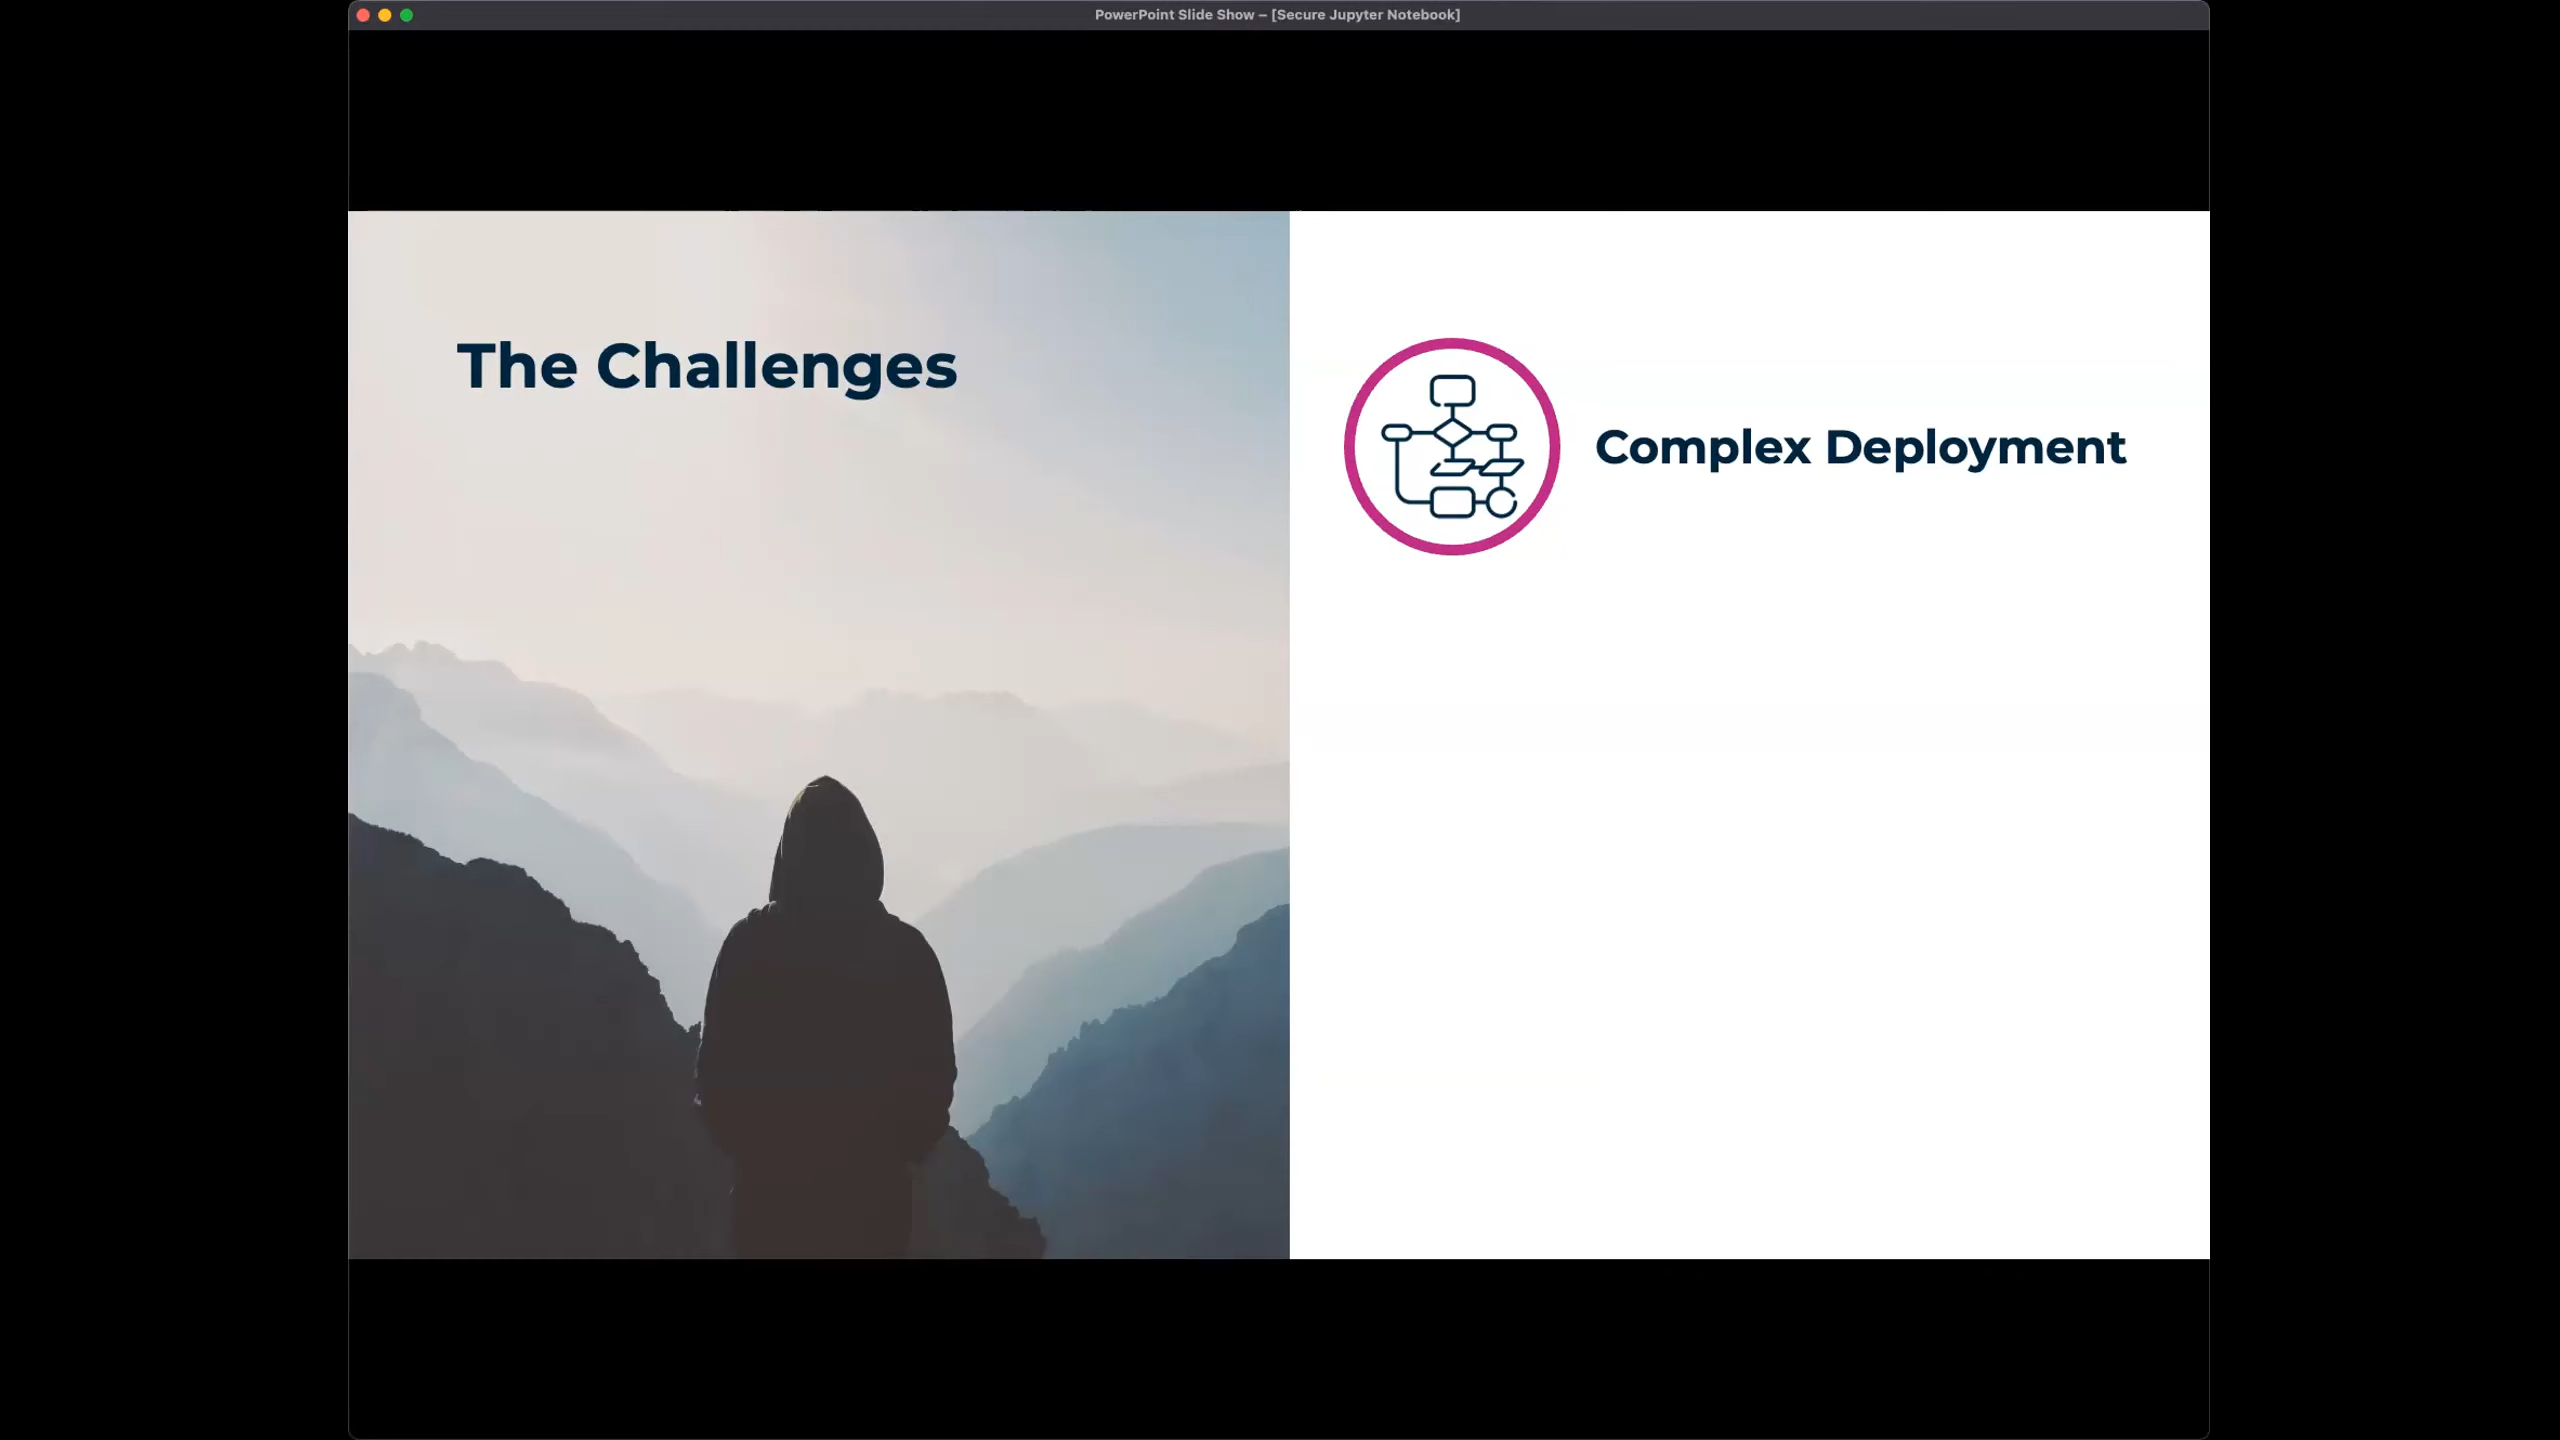 PowerPoint Slide Show – [Secure Jupyter Notebook]
The Challenges
Complex Deployment